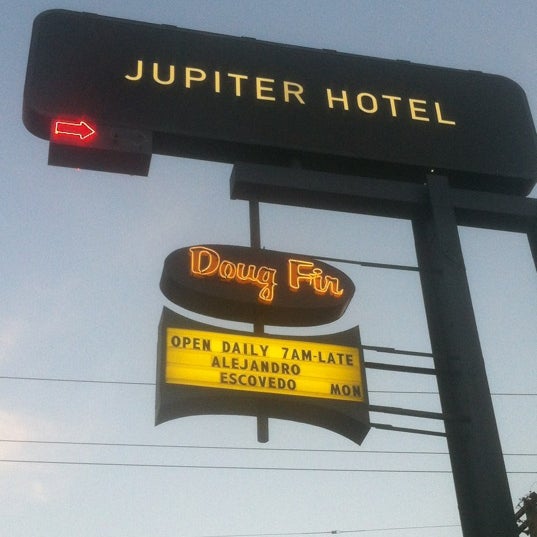 JUPITER HOTEL
Doug Fir
OPEN DAILY 7AM-LATE
ALEJANDRO
ESCOVEDO MON